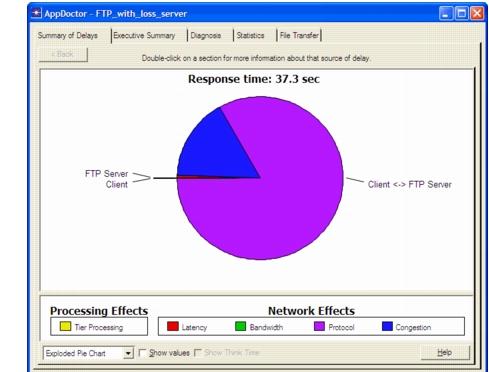 AppDoctor - FTP_with_loss_server
Summary of Delays Executive Summary Diagnosis Statistics File Transfer
< Back
Double-click on a section for more information about that source of delay.
Response time: 37.3 sec
FTP Server
Client
Client <-> FTP Server
Processing Effects
Network Effects
Tier Processing
Latency Bandwidth Protocol Congestion
Exploded Pie Chart Show values Show Think Time Help